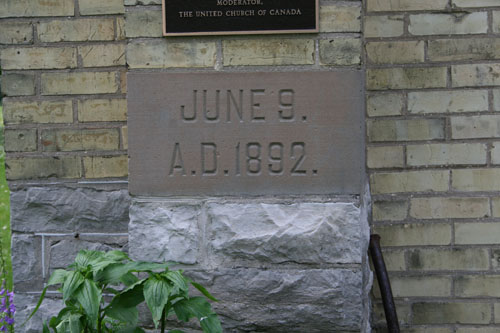 MODERATOR,
THE UNITED CHURCH OF CANADA
JUNE 9.
A.D. 1892.